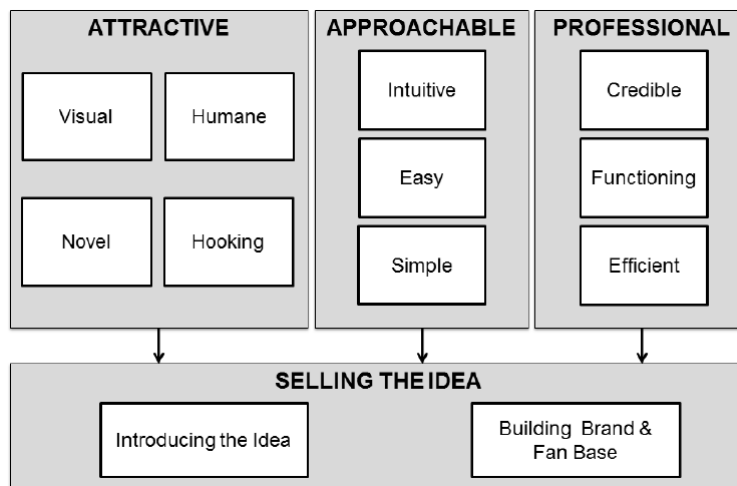 ATTRACTIVE
Visual
Humane
Novel
Hooking
APPROACHABLE
Intuitive
Easy
Simple
PROFESSIONAL
Credible
Functioning
Efficient
SELLING THE IDEA
Introducing the Idea
Building Brand &
Fan Base